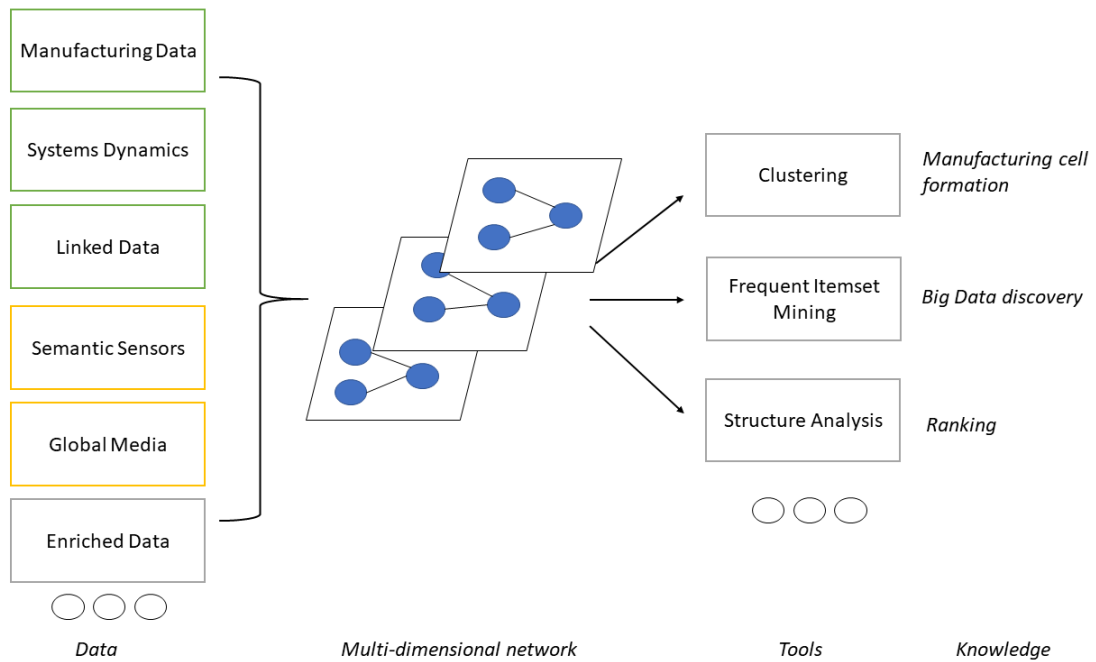 Manufacturing Data
Systems Dynamics
Linked Data
Semantic Sensors
Global Media
Enriched Data
Data
Multi-dimensional network
Clustering
Frequent Itemset
Mining
Structure Analysis
Tools
Manufacturing cell
formation
Big Data discovery
Ranking
Knowledge